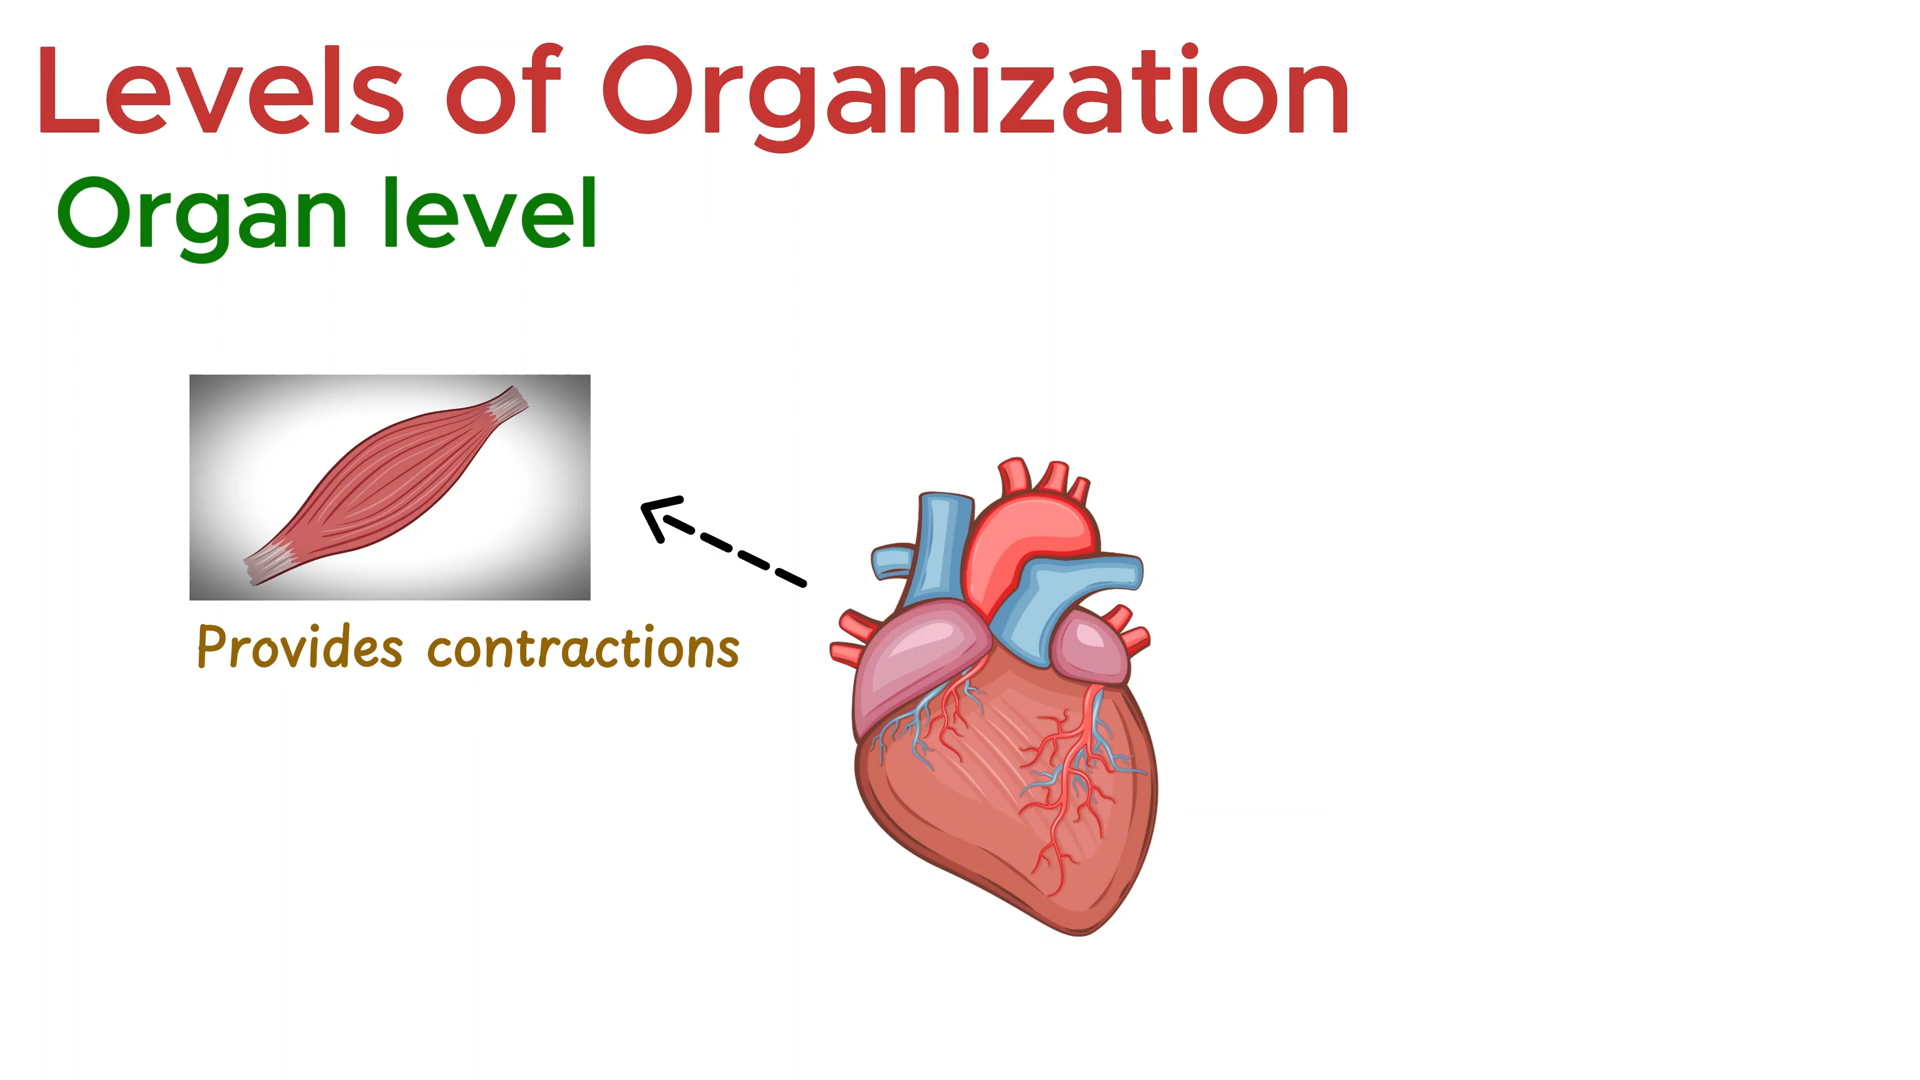 Levels of Organization
Organ level
Provides contractions